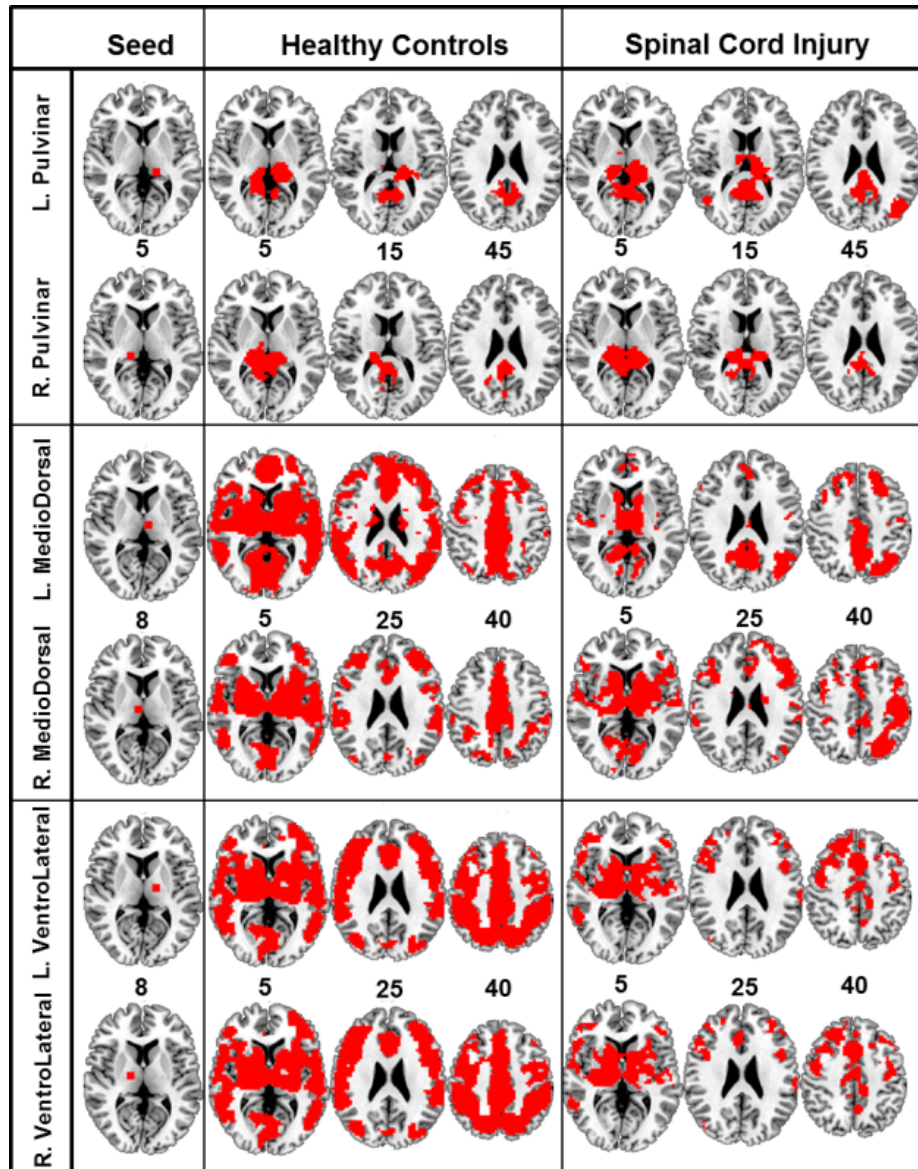 Seed Healthy Controls Spinal Cord Injury
L. Pulvinar
5 5 15 45 5 15 45
R. Pulvinar
L. MedioDorsal
8 5 25 40 5 25 40
R. MedioDorsal
L. VentroLateral
8 5 25 40 5 25 40
R. VentroLateral